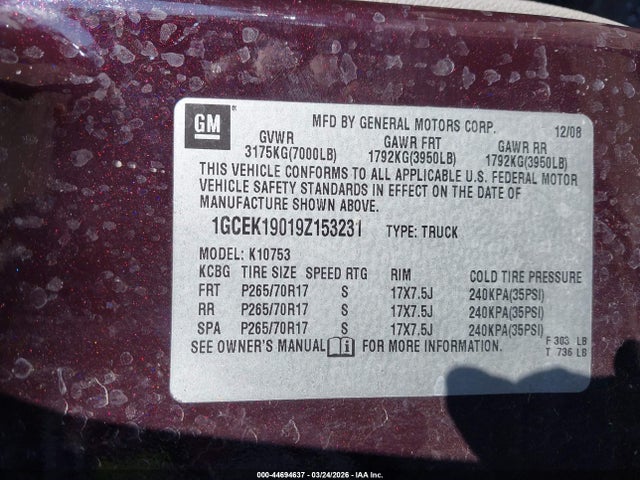 GM
MFD BY GENERAL MOTORS CORP. 12/08
GVWR GAWR FRT GAWR RR
3175KG(7000LB) 1792KG(3950LB) 1792KG(3950LB)
THIS VEHICLE CONFORMS TO ALL APPLICABLE U.S. FEDERAL MOTOR
VEHICLE SAFETY STANDARDS IN EFFECT ON THE DATE OF
MANUFACTURE SHOWN ABOVE.
1GCEK19019Z153231 TYPE: TRUCK
MODEL: K10753
KCBG TIRE SIZE SPEED RTG RIM COLD TIRE PRESSURE
FRT P265/70R17 S 17X7.5J 240KPA(35PSI)
RR P265/70R17 S 17X7.5J 240KPA(35PSI)
SPA P265/70R17 S 17X7.5J 240KPA(35PSI)
SEE OWNER'S MANUAL FOR MORE INFORMATION.
F 303 LB
T 736 LB
000-44694637 - 03/24/2026 - IAA Inc.